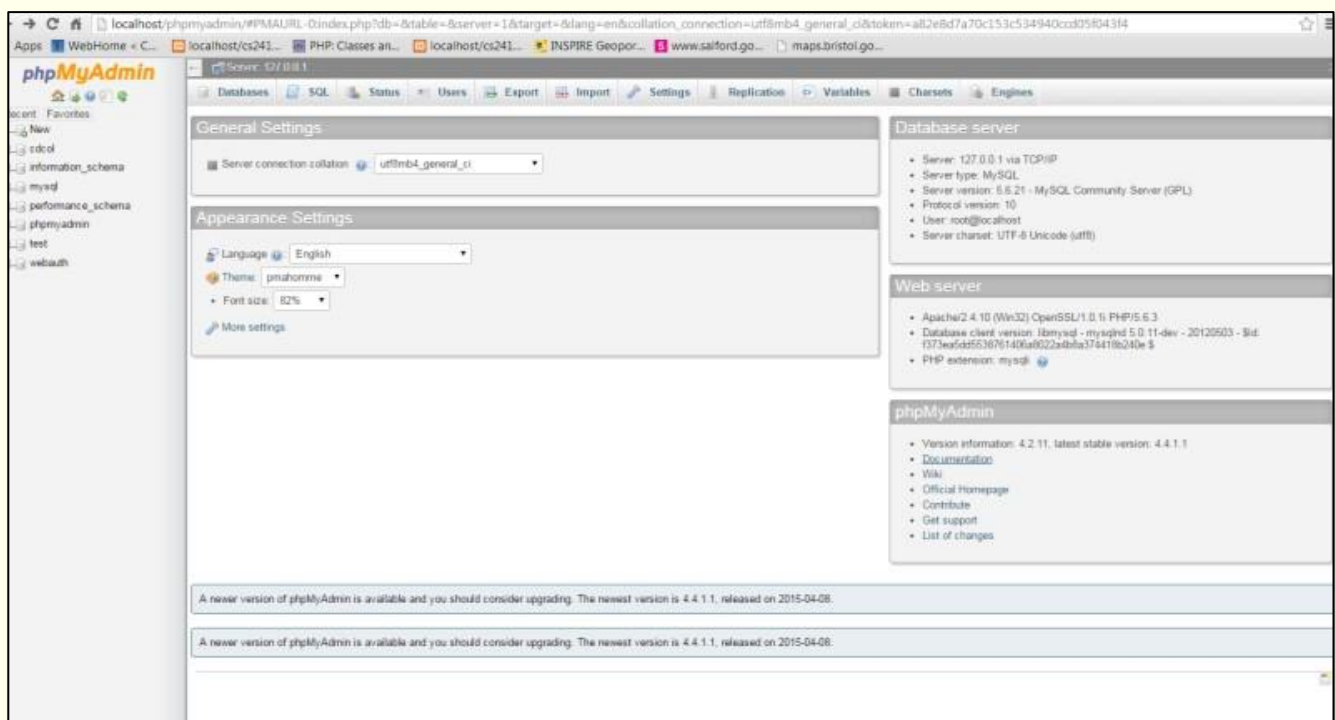 localhost/phpmyadmin/#PMAURL-0:index.php?db=&table=&server=1&target=&lang=en&collation_connection=utf8mb4_general_ci&token=
Apps WebHome < C... localhost/cs241... PHP: Classes an... localhost/cs241... INSPIRE Geopor... www.salford.go... maps.bristol.go...
phpMyAdmin
Server: 127.0.0.1
Databases SQL Status Users Export Import Settings Replication Variables Charsets Engines
ecent Favorites
New
cdcol
information_schema
mysql
performance_schema
phpmyadmin
test
webauth
General Settings
Server connection collation utf8mb4_general_ci
Appearance Settings
Language English
Theme: pmahomme
Font size: 82%
More settings
Database server
Server: 127.0.0.1 via TCP/IP
Server type: MySQL
Server version: 5.6.21 - MySQL Community Server (GPL)
Protocol version: 10
User: root@localhost
Server charset: UTF-8 Unicode (utf8)
Web server
Apache/2.4.10 (Win32) OpenSSL/1.0.1i PHP/5.6.3
Database client version: libmysql - mysqlnd 5.0.11-dev - 20120503 - $Id:
$
PHP extension: mysqli
phpMyAdmin
Version information: 4.2.11, latest stable version: 4.4.1.1
Documentation
Wiki
Official Homepage
Contribute
Get support
List of changes
A newer version of phpMyAdmin is available and you should consider upgrading. The newest version is 4.4.1.1, released on 2015-04-08.
A newer version of phpMyAdmin is available and you should consider upgrading. The newest version is 4.4.1.1, released on 2015-04-08.